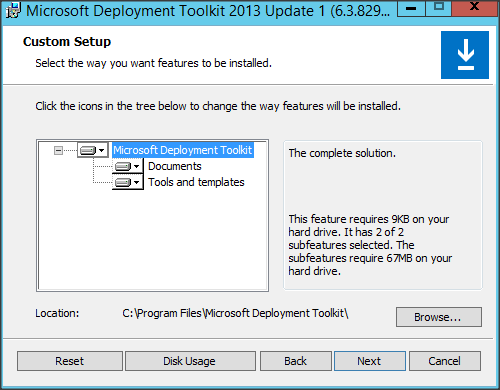 Microsoft Deployment Toolkit 2013 Update 1 (6.3.829...
Custom Setup
Select the way you want features to be installed.
Click the icons in the tree below to change the way features will be installed.
Microsoft Deployment Toolkit
Documents
Tools and templates
The complete solution.
This feature requires 9KB on your
hard drive. It has 2 of 2
subfeatures selected. The
subfeatures require 67MB on your
hard drive.
Location: C:\Program Files\Microsoft Deployment Toolkit\
Browse...
Reset Disk Usage Back Next Cancel